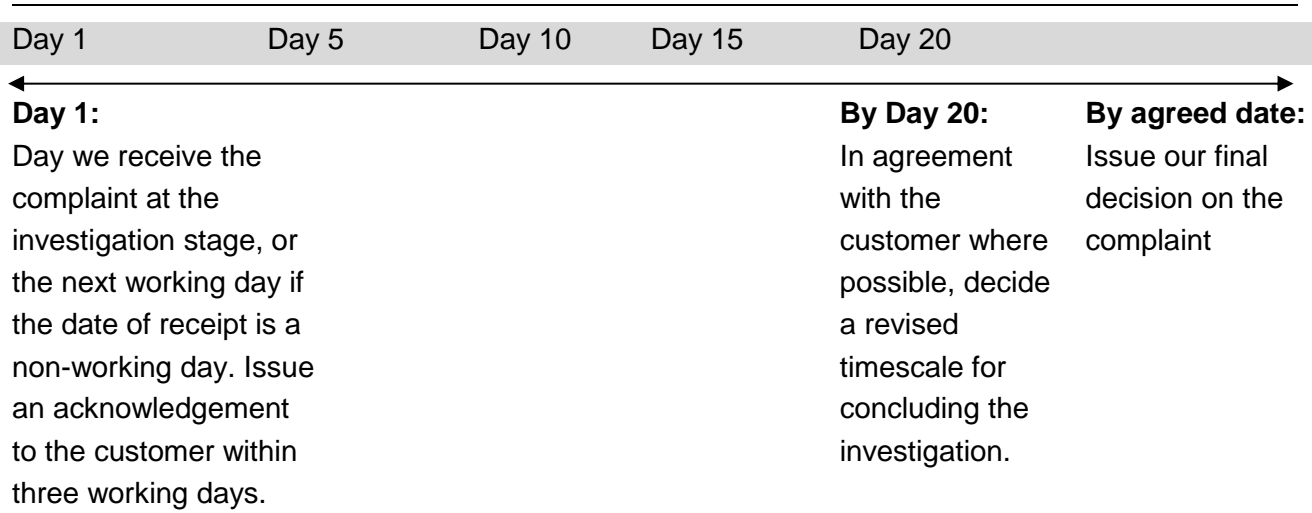 Day 1 Day 5 Day 10 Day 15 Day 20
Day 1:
Day we receive the
complaint at the
investigation stage, or
the next working day if
the date of receipt is a
non-working day. Issue
an acknowledgement
to the customer within
three working days.
By Day 20:
In agreement
with the
customer where
possible, decide
a revised
timescale for
concluding the
investigation.
By agreed date:
Issue our final
decision on the
complaint